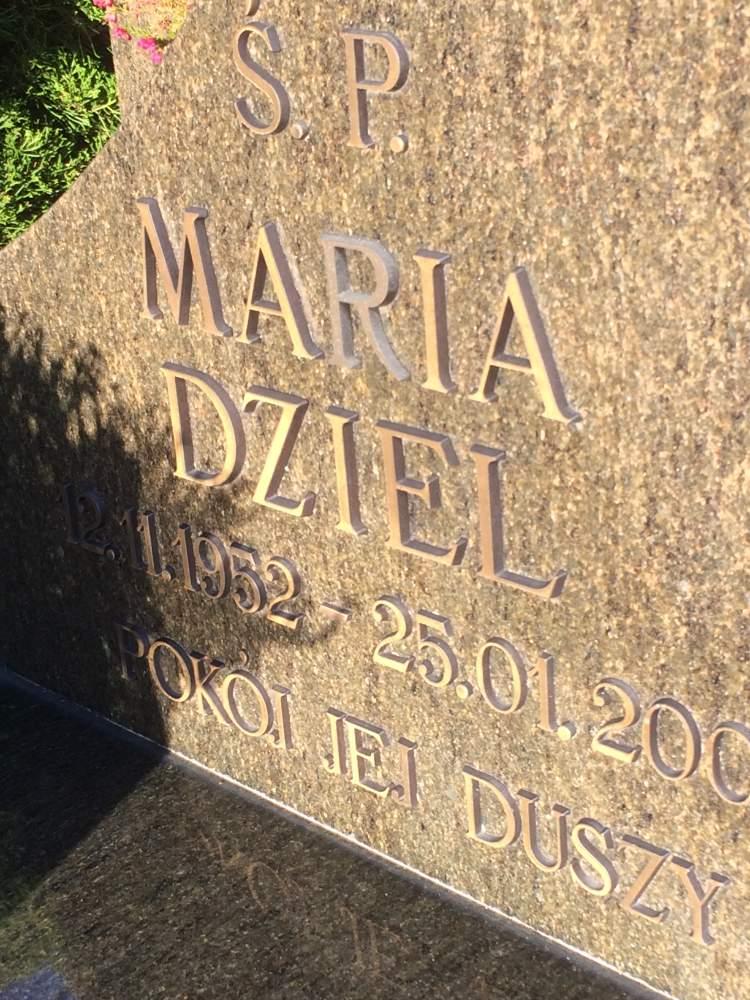 Ś. P.
MARIA
DZIEL
12.11.1952 - 25.01.200
POKÓJ JEJ DUSZY